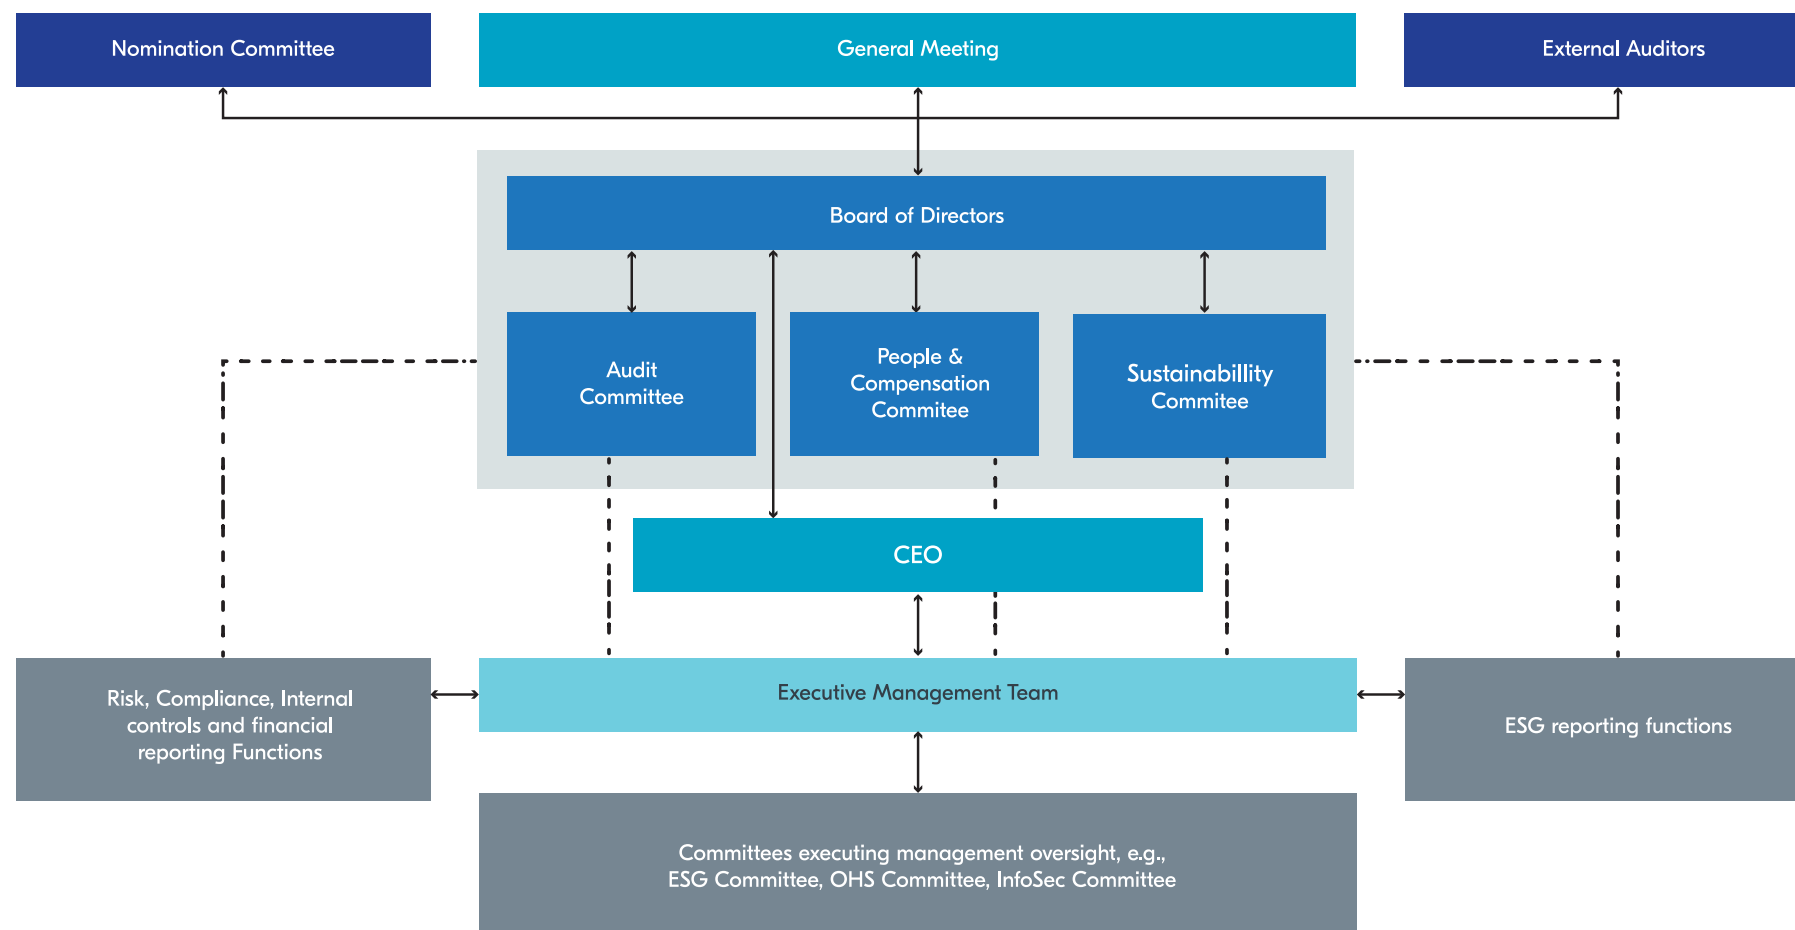 Nomination Committee
General Meeting
External Auditors
Board of Directors
Audit
Committee
People &
Compensation
Commitee
Sustainabillity
Commitee
CEO
Risk, Compliance, Internal
controls and financial
reporting Functions
Executive Management Team
ESG reporting functions
Committees executing management oversight, e.g.,
ESG Committee, OHS Committee, InfoSec Committee